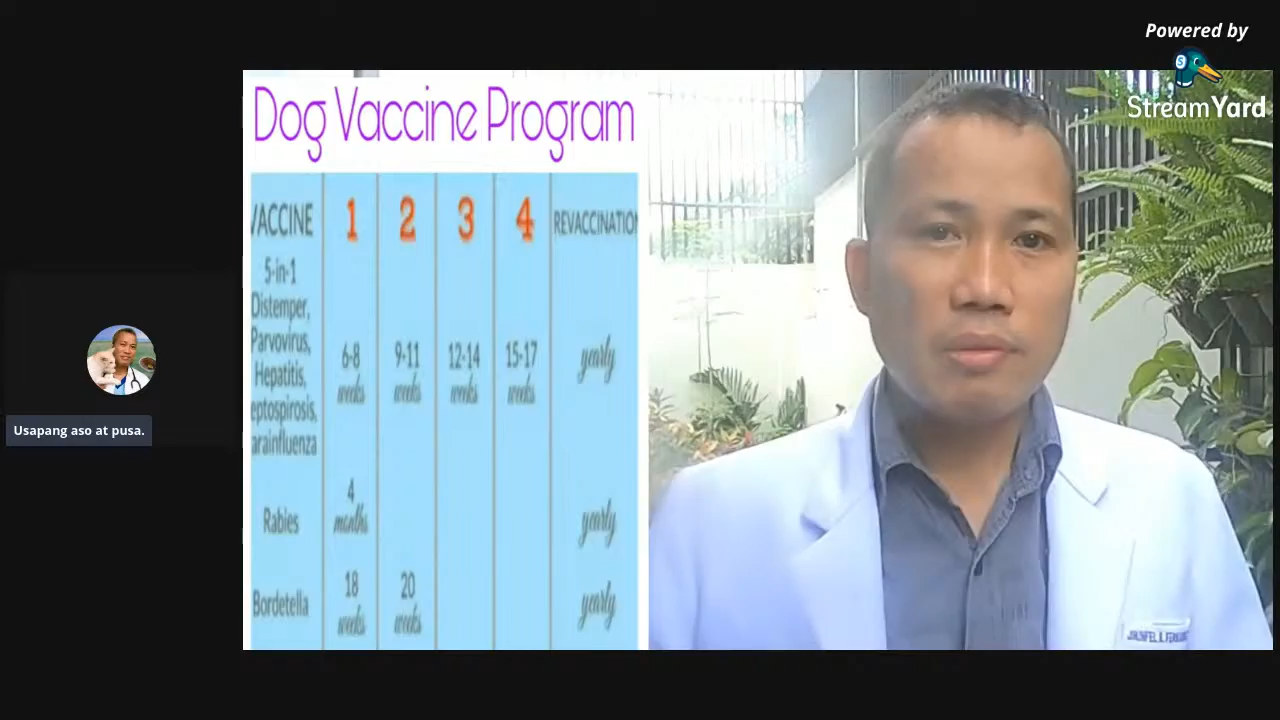 Powered by
StreamYard
Dog Vaccine Program
VACCINE 1 2 3 4 REVACCINATION
5-in-1
Distemper,
Parvovirus,
Hepatitis,
eptospirosis,
arainfluenza
6-8 weeks 9-11 weeks 12-14 weeks 15-17 weeks yearly
Rabies 4 months yearly
Bordetella 18 weeks 20 weeks yearly
Usapang aso at pusa.